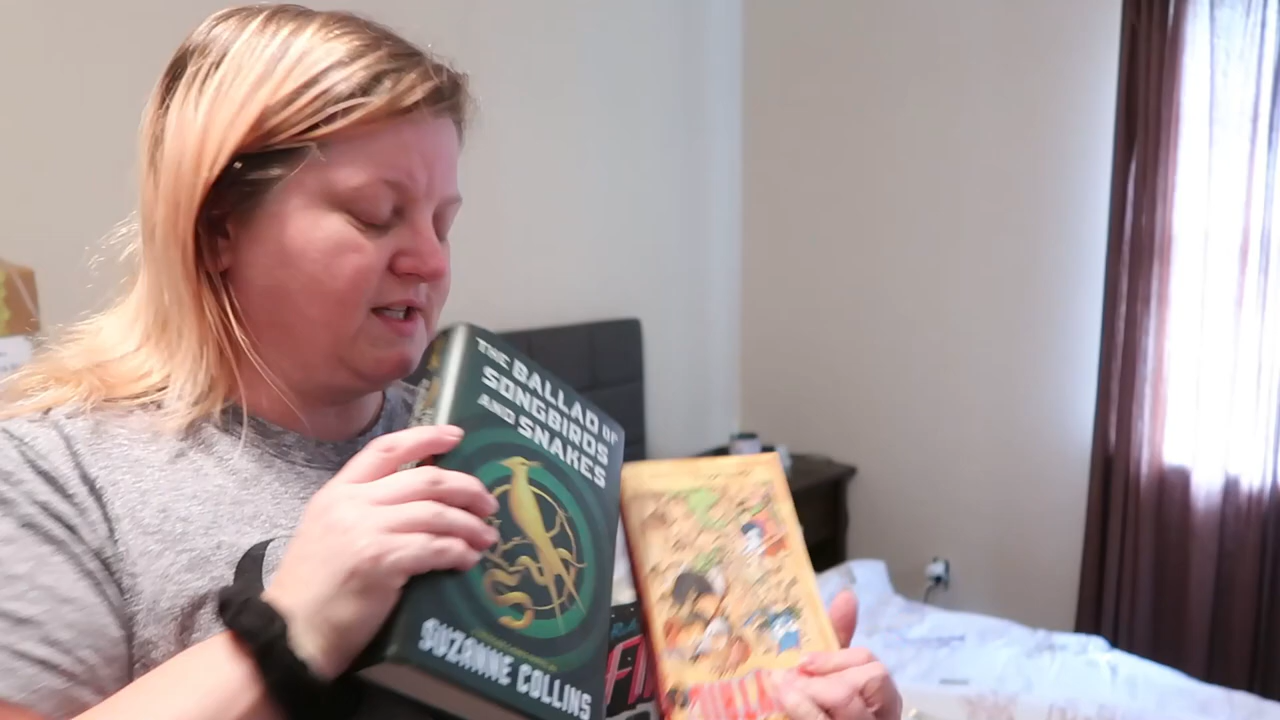 THE BALLAD OF
SONGBIRDS
AND SNAKES
SUZANNE COLLINS